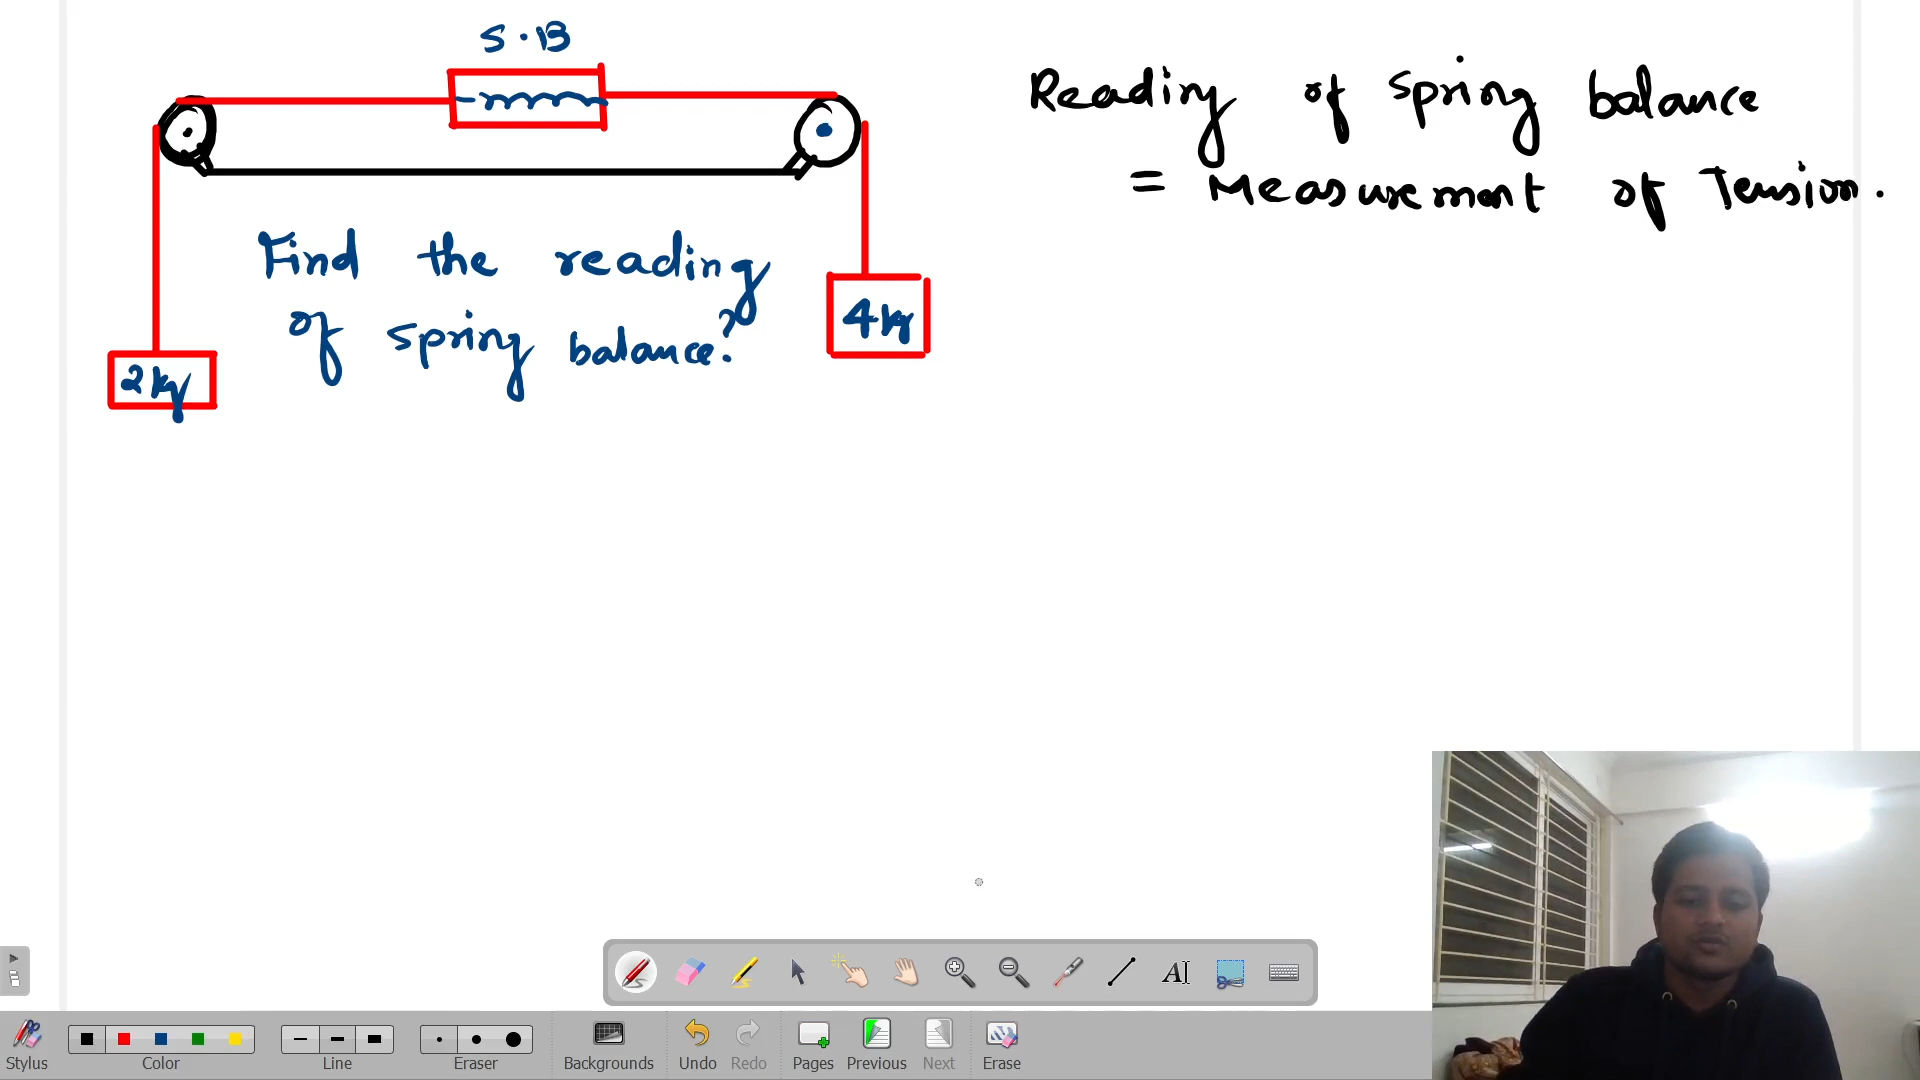 S.B
Reading of spring balance
= Measurement of Tension.
Find the reading
of spring balance?
4kg
2kg
Stylus
Color
Line
Eraser
Backgrounds
Undo
Redo
Pages
Previous
Next
Erase